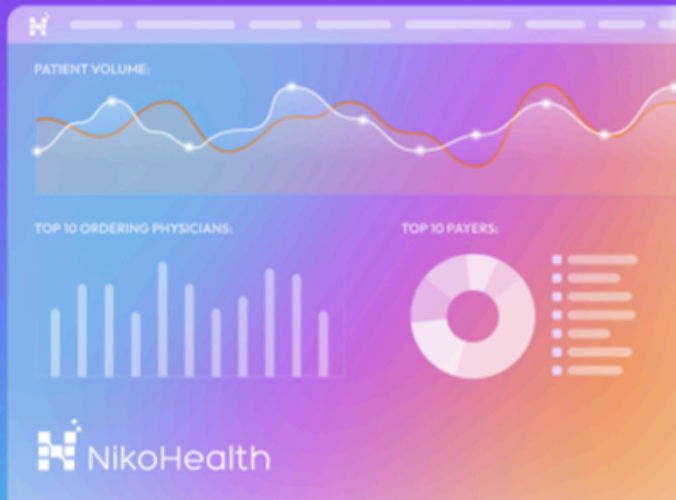 PATIENT VOLUME:
TOP 10 ORDERING PHYSICIANS:
TOP 10 PAYERS:
NikoHealth